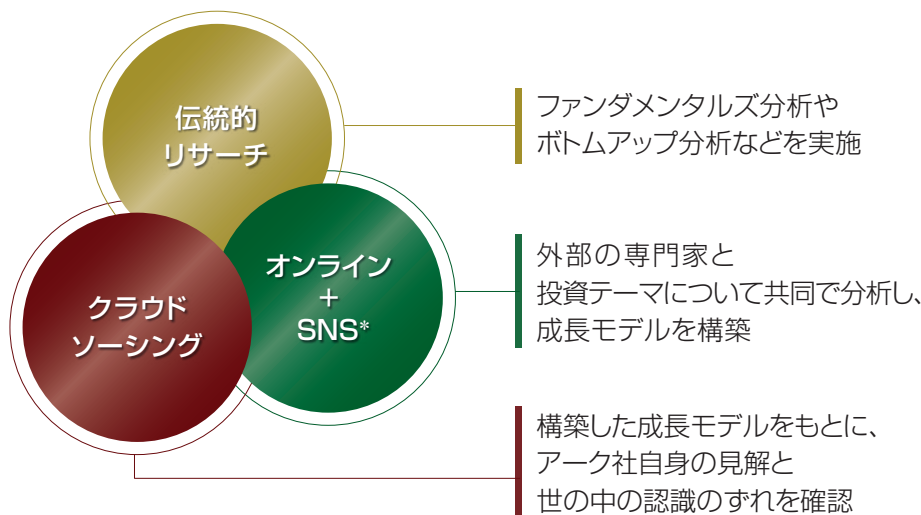 伝統的
リサーチ
ファンダメンタルズ分析や
ボトムアップ分析などを実施
オンライン
+
SNS*
外部の専門家と
投資テーマについて共同で分析し、
成長モデルを構築
クラウド
ソーシング
構築した成長モデルをもとに、
アーク社自身の見解と
世の中の認識のずれを確認